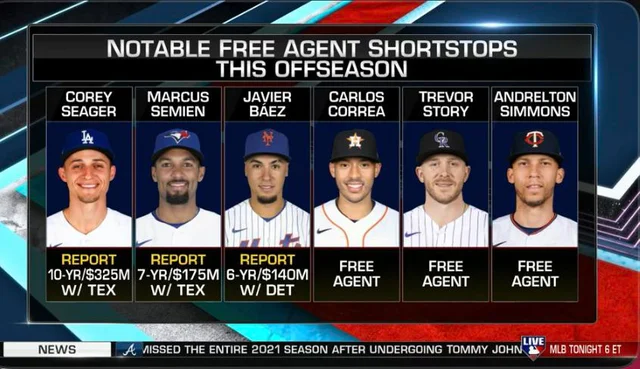 NOTABLE FREE AGENT SHORTSTOPS
THIS OFFSEASON
COREY
SEAGER
MARCUS
SEMIEN
JAVIER
BÁEZ
CARLOS
CORREA
TREVOR
STORY
ANDRELTON
SIMMONS
LA
Mets
REPORT
10-YR/$325M
W/ TEX
REPORT
7-YR/$175M
W/ TEX
REPORT
6-YR/$140M
W/ DET
FREE
AGENT
FREE
AGENT
FREE
AGENT
NEWS
A MISSED THE ENTIRE 2021 SEASON AFTER UNDERGOING TOMMY JOHN
LIVE
MLB TONIGHT 6 ET